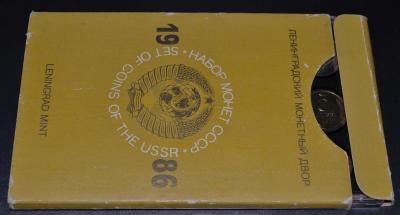 ЛЕНИНГРАДСКИЙ МОНЕТНЫЙ ДВОР
НАБОР МОНЕТ СССР •
SET OF COINS OF THE USSR •
19 86
LENINGRAD MINT